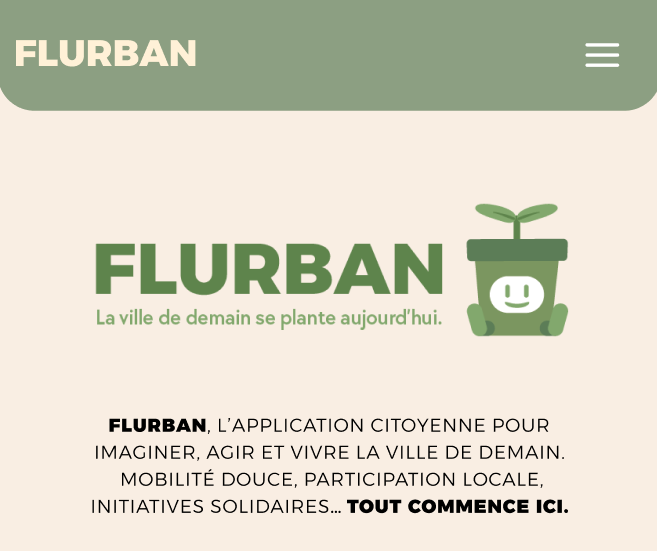 FLURBAN
FLURBAN
La ville de demain se plante aujourd'hui.
FLURBAN, L’APPLICATION CITOYENNE POUR
IMAGINER, AGIR ET VIVRE LA VILLE DE DEMAIN.
MOBILITÉ DOUCE, PARTICIPATION LOCALE,
INITIATIVES SOLIDAIRES... TOUT COMMENCE ICI.